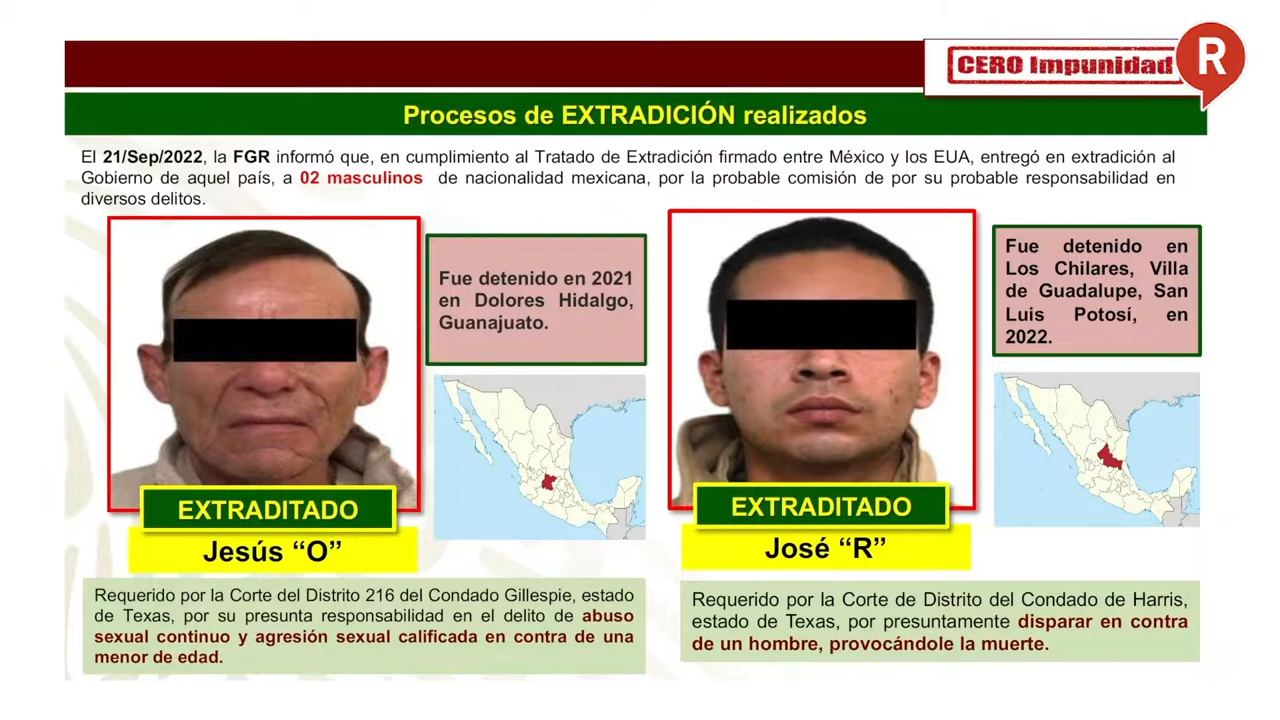 CERO Impunidad
R
Procesos de EXTRADICIÓN realizados
El 21/Sep/2022, la FGR informó que, en cumplimiento al Tratado de Extradición firmado entre México y los EUA, entregó en extradición al
Gobierno de aquel país, a 02 masculinos de nacionalidad mexicana, por la probable comisión de por su probable responsabilidad en
diversos delitos.
Fue detenido en 2021
en Dolores Hidalgo,
Guanajuato.
EXTRADITADO
Jesús “O”
Requerido por la Corte del Distrito 216 del Condado Gillespie, estado
de Texas, por su presunta responsabilidad en el delito de abuso
sexual continuo y agresión sexual calificada en contra de una
menor de edad.
Fue detenido en
Los Chilares, Villa
de Guadalupe, San
Luis Potosí, en
2022.
EXTRADITADO
José “R”
Requerido por la Corte de Distrito del Condado de Harris,
estado de Texas, por presuntamente disparar en contra
de un hombre, provocándole la muerte.